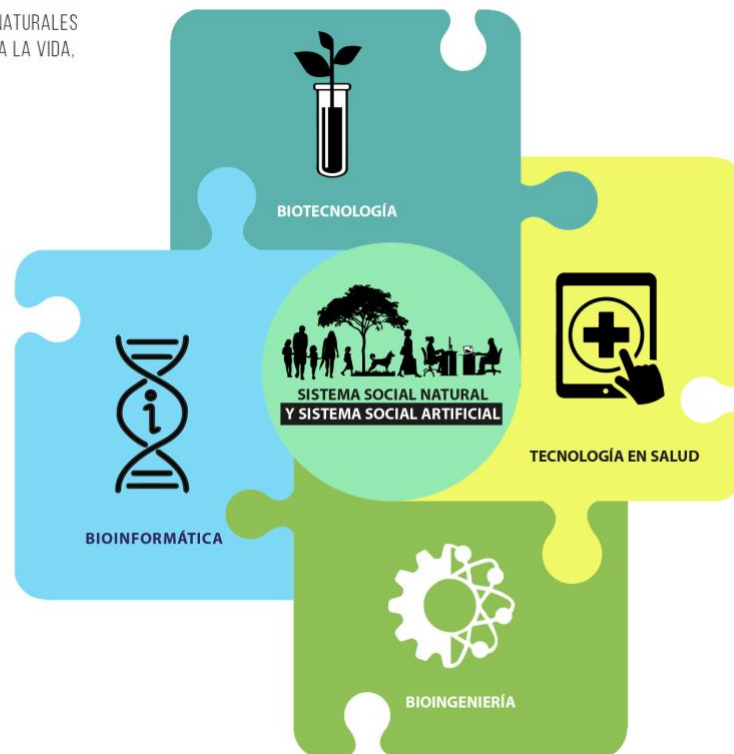 NATURALES
A LA VIDA,
BIOTECNOLOGÍA
SISTEMA SOCIAL NATURAL
Y SISTEMA SOCIAL ARTIFICIAL
TECNOLOGÍA EN SALUD
i
BIOINFORMÁTICA
BIOINGENIERÍA